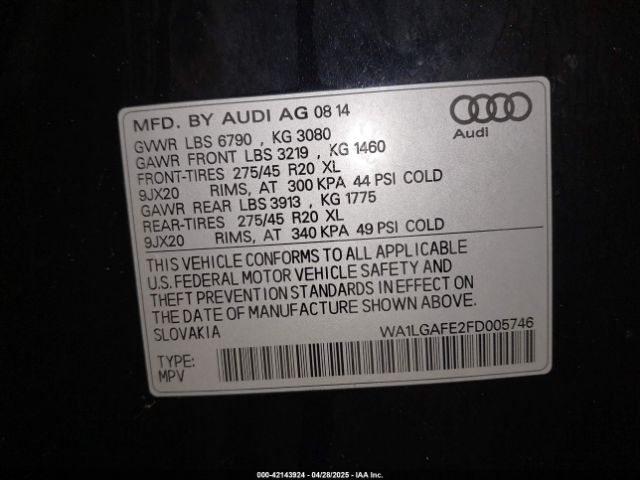 MFD. BY AUDI AG 08 14
GVWR LBS 6790 , KG 3080
GAWR FRONT LBS 3219 , KG 1460
FRONT-TIRES 275/45 R20 XL
9JX20 RIMS, AT 300 KPA 44 PSI COLD
GAWR REAR LBS 3913 , KG 1775
REAR-TIRES 275/45 R20 XL
9JX20 RIMS, AT 340 KPA 49 PSI COLD
Audi
THIS VEHICLE CONFORMS TO ALL APPLICABLE
U.S. FEDERAL MOTOR VEHICLE SAFETY AND
THEFT PREVENTION STANDARDS IN EFFECT ON
THE DATE OF MANUFACTURE SHOWN ABOVE.
SLOVAKIA WA1LGAFE2FD005746
TYPE:
MPV
000-42143924 - 04/28/2025 - IAA Inc.